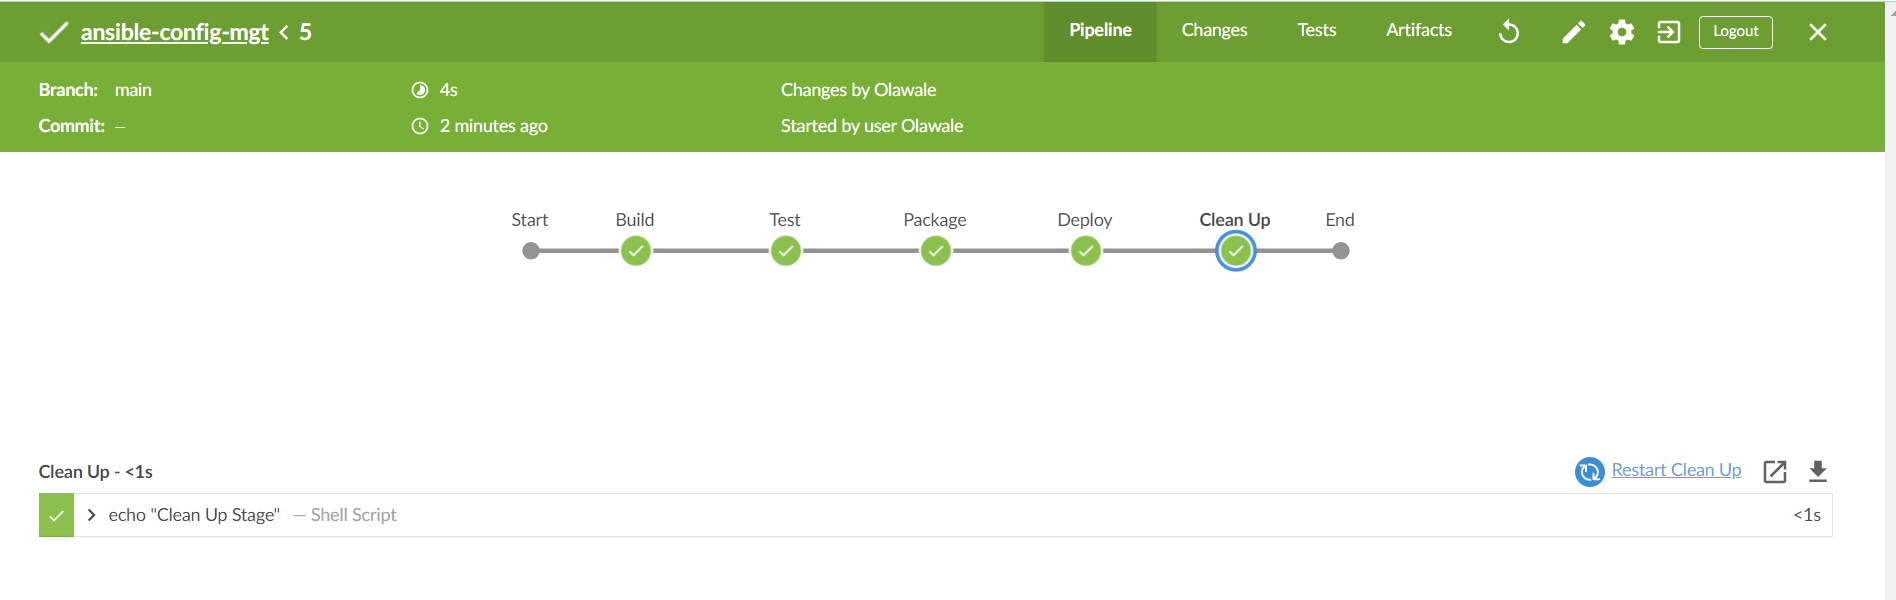 ansible-config-mgt < 5
Pipeline Changes Tests Artifacts Logout
Branch: main 4s Changes by Olawale
Commit: — 2 minutes ago Started by user Olawale
Start Build Test Package Deploy Clean Up End
Clean Up - <1s Restart Clean Up
echo "Clean Up Stage" — Shell Script <1s